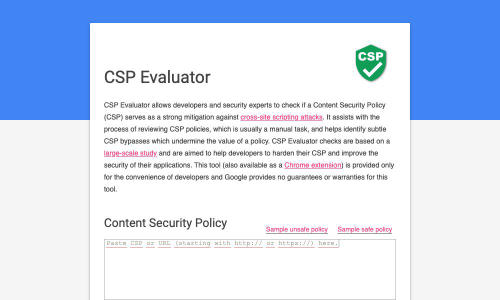 CSP
CSP Evaluator
CSP Evaluator allows developers and security experts to check if a Content Security Policy
(CSP) serves as a strong mitigation against cross-site scripting attacks. It assists with the
process of reviewing CSP policies, which is usually a manual task, and helps identify subtle
CSP bypasses which undermine the value of a policy. CSP Evaluator checks are based on a
large-scale study and are aimed to help developers to harden their CSP and improve the
security of their applications. This tool (also available as a Chrome extension) is provided only
for the convenience of developers and Google provides no guarantees or warranties for this
tool.
Content Security Policy
Sample unsafe policy Sample safe policy
Paste CSP or URL (starting with http:// or https://) here.